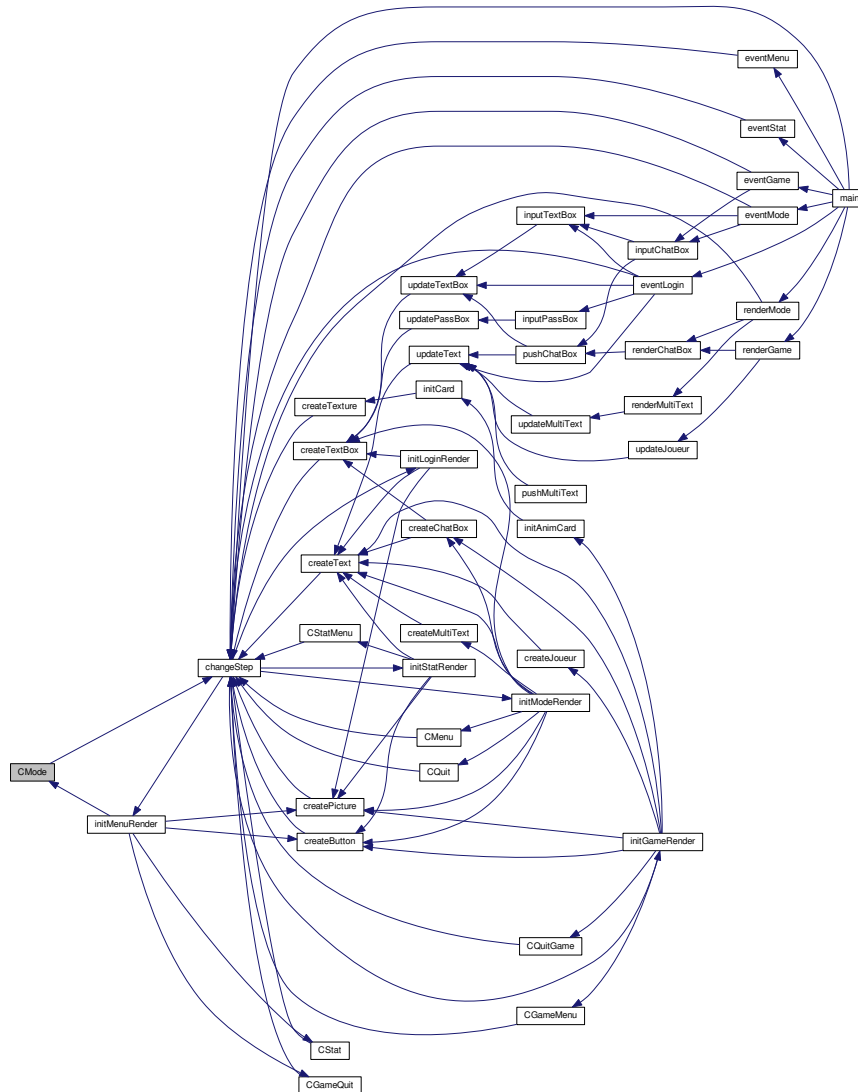 eventMenu
eventStat
eventGame
main
inputTextBox
eventMode
inputChatBox
updateTextBox
eventLogin
renderMode
updatePassBox
inputPassBox
updateText
pushChatBox
renderChatBox
renderGame
initCard
createTexture
renderMultiText
updateMultiText
createTextBox
updateJoueur
initLoginRender
pushMultiText
createChatBox
initAnimCard
createText
CStatMenu
createMultiText
createJoueur
changeStep
initStatRender
initModeRender
CMenu
CMode
CQuit
createPicture
initMenuRender
createButton
initGameRender
CQuitGame
CGameMenu
CStat
CGameQuit